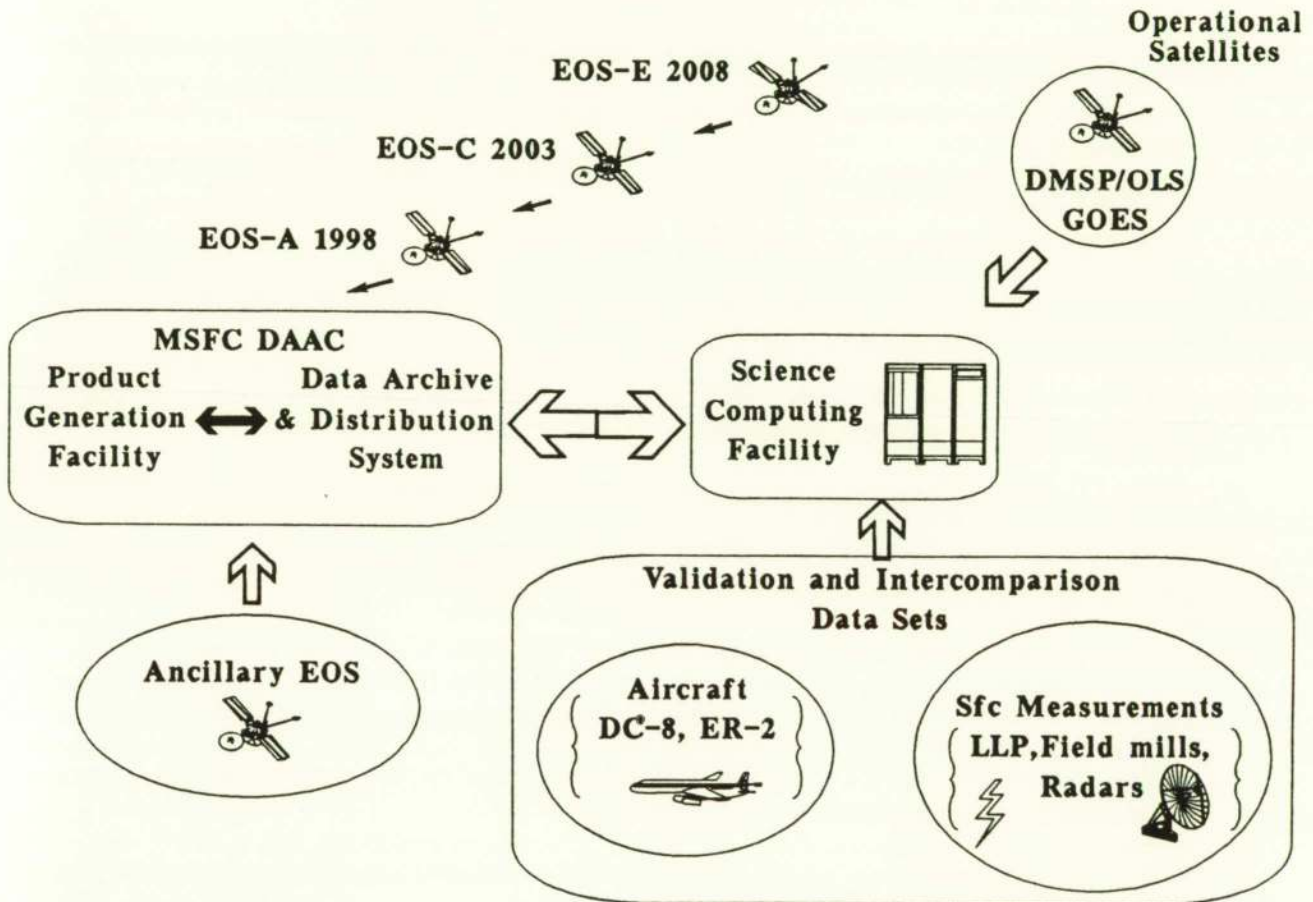 Operational
Satellites
EOS-E 2008
EOS-C 2003
EOS-A 1998
DMSP/OLS
GOES
MSFC DAAC
Product
Generation
Facility
Data Archive
& Distribution
System
Science
Computing
Facility
Validation and Intercomparison
Data Sets
Ancillary EOS
Aircraft
DC-8, ER-2
Sfc Measurements
LLP,Field mills,
Radars